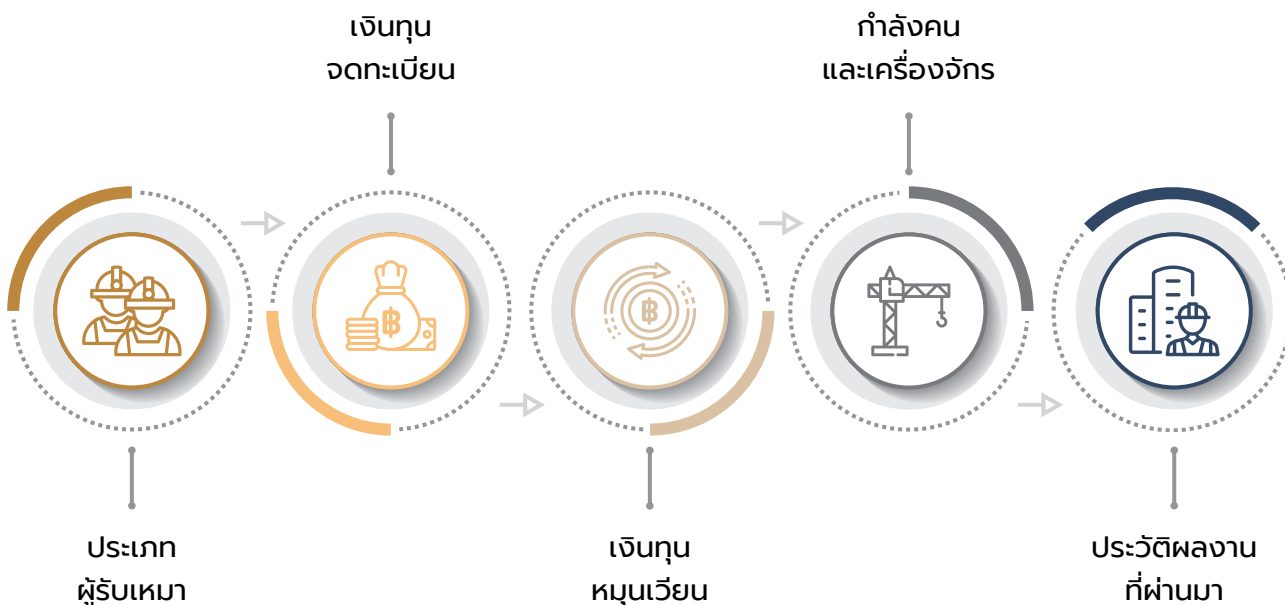 เงินทุน
จดทะเบียน
กำลังคน
และเครื่องจักร
ประเภท
ผู้รับเหมา
เงินทุน
หมุนเวียน
ประวัติผลงาน
ที่ผ่านมา